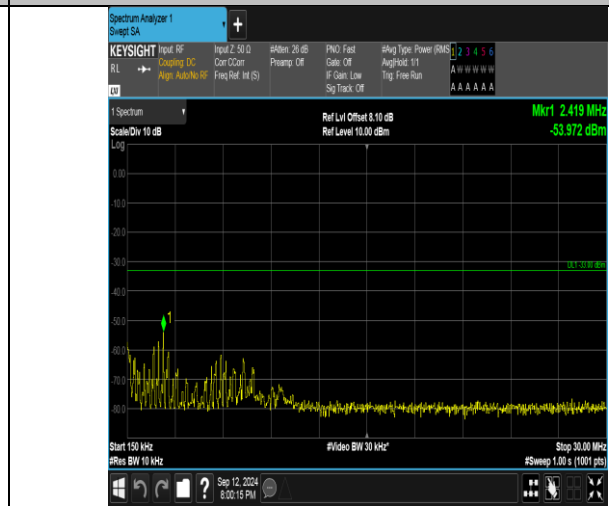 Spectrum Analyzer 1
Swept SA
+
KEYSIGHT Input: RF Input Z: 50 Ω #Atten: 26 dB PNO: Fast #Avg Type: Power (RMS 1 2 3 4 5 6
RL Coupling: DC Corr CCorr Preamp: Off Gate: Off Avg|Hold: 1/1 A W W W W W
Align: Auto/No RF Freq Ref: Int (S) IF Gain: Low Trig: Free Run
Sig Track: Off A A A A A A
1 Spectrum Ref Lvl Offset 8.10 dB Mkr1 2.419 MHz
Scale/Div 10 dB Ref Level 10.00 dBm -53.972 dBm
Log
0.00
-10.0
-20.0
-30.0
DL1 -33.00 dBm
-40.0
-50.0
1
-60.0
-70.0
-80.0
Start 150 kHz #Video BW 30 kHz* Stop 30.00 MHz
#Res BW 10 kHz #Sweep 1.00 s (1001 pts)
? Sep 12, 2024
8:00:15 PM